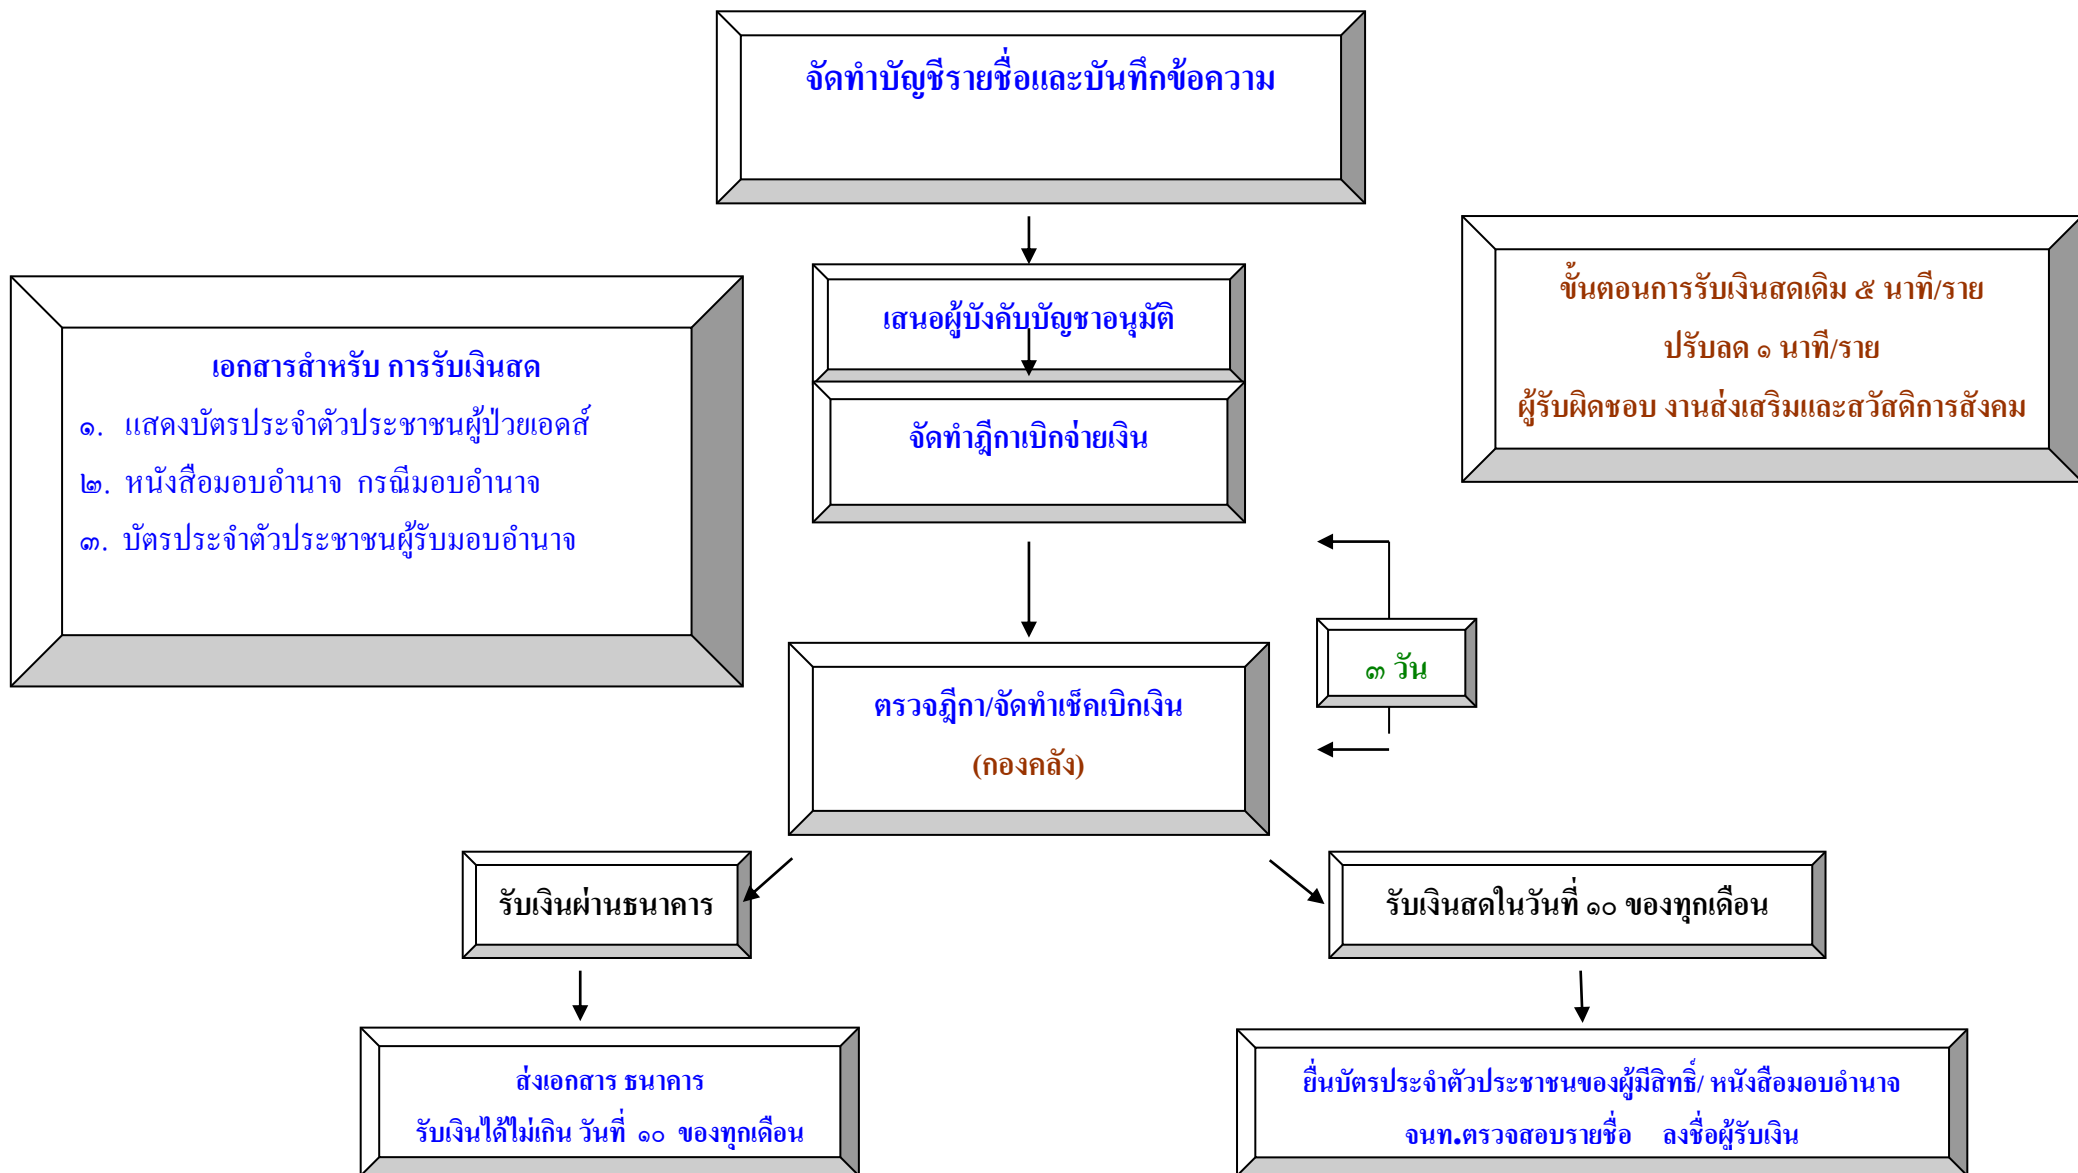 จัดทำบัญชีรายชื่อและบันทึกข้อความ
เสนอผู้บังคับบัญชาอนุมัติ
จัดทำฎีกาเบิกจ่ายเงิน
ขั้นตอนการรับเงินสดเดิม ๕ นาที/ราย
ปรับลด ๑ นาที/ราย
ผู้รับผิดชอบ งานส่งเสริมและสวัสดิการสังคม
เอกสารสำหรับ การรับเงินสด
๑. แสดงบัตรประจำตัวประชาชนผู้ป่วยเอดส์
๒. หนังสือมอบอำนาจ กรณีมอบอำนาจ
๓. บัตรประจำตัวประชาชนผู้รับมอบอำนาจ
๓ วัน
ตรวจฎีกา/จัดทำเช็คเบิกเงิน
(กองคลัง)
รับเงินผ่านธนาคาร
รับเงินสดในวันที่ ๑๐ ของทุกเดือน
ส่งเอกสาร ธนาคาร
รับเงินได้ไม่เกิน วันที่ ๑๐ ของทุกเดือน
ยื่นบัตรประจำตัวประชาชนของผู้มีสิทธิ์/ หนังสือมอบอำนาจ
จนท.ตรวจสอบรายชื่อ ลงชื่อผู้รับเงิน